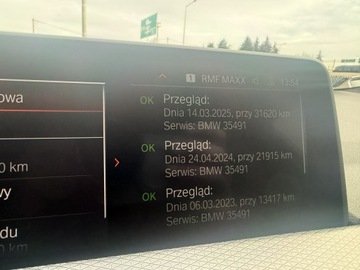 1 RMF MAXX
owa
OK Przegląd:
Dnia 14.03.2025, przy 31620 km
Serwis: BMW 35491
OK Przegląd:
Dnia 24.04.2024, przy 21915 km
Serwis: BMW 35491
0 km
wy
OK Przegląd:
Dnia 06.03.2023, przy 13417 km
Serwis: BMW 35491
du
km